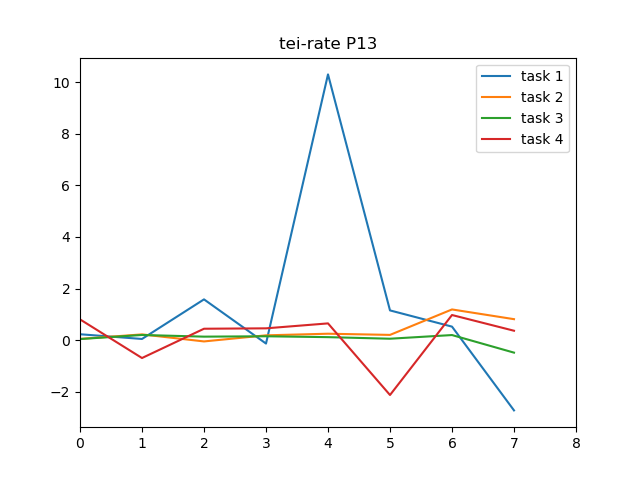 tei-rate P13
task 1
task 2
task 3
task 4
10
8
6
4
2
0
−2
0 1 2 3 4 5 6 7 8